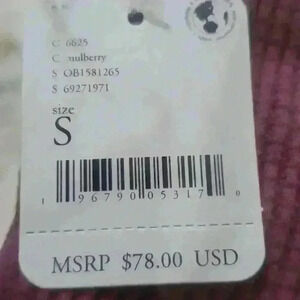 C 6625
C mulberry
S OB1581265
S 69271971
size
S
1 96790 05317 0
MSRP $78.00 USD